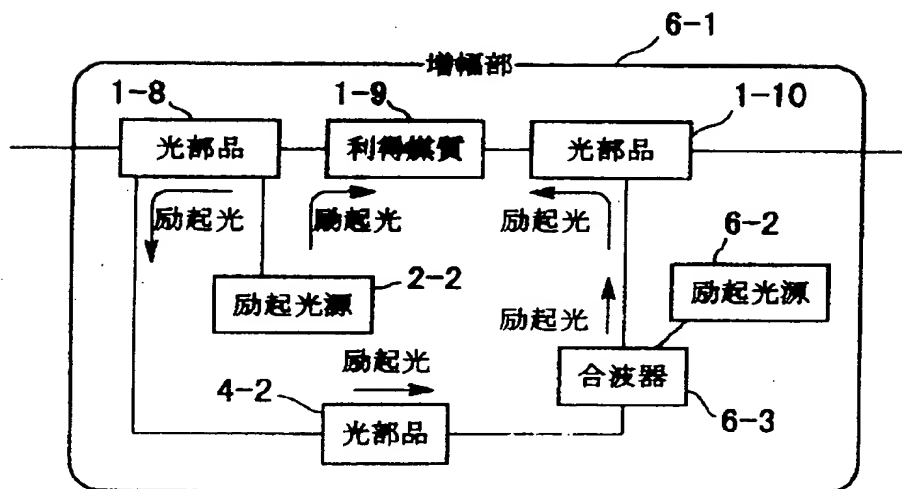 6-1
増幅部
1-8
1-9
1-10
光部品
利得媒質
光部品
励起光
励起光
励起光
6-2
2-2
励起光源
励起光源
励起光
励起光
合波器
4-2
6-3
光部品